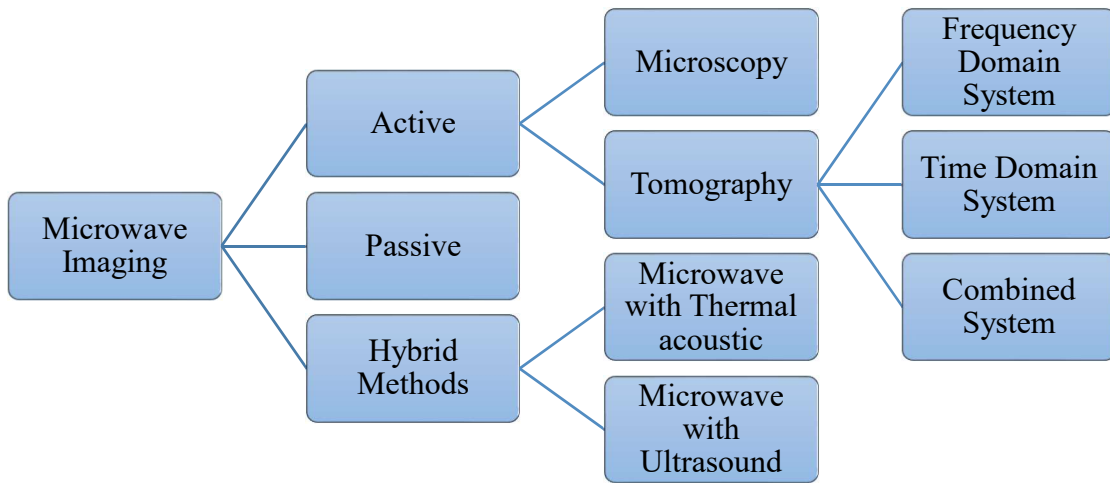 Microwave
Imaging
Active
Passive
Hybrid
Methods
Microscopy
Tomography
Microwave
with Thermal
acoustic
Microwave
with
Ultrasound
Frequency
Domain
System
Time Domain
System
Combined
System